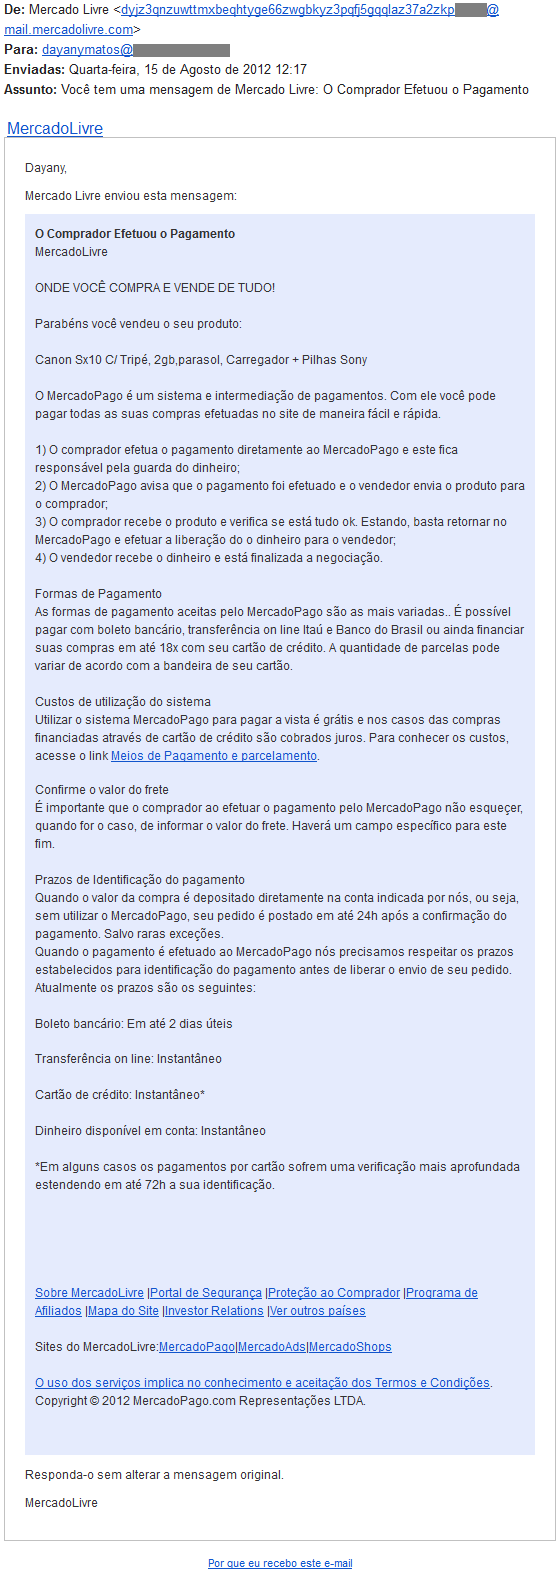 De: Mercado Livre <dyjz3qnzuwttmxbeqhtyge66zwgbkyz3pqfj5gqqlaz37a2zkp @
mail.mercadolivre.com>
Para: dayanymatos@
Enviadas: Quarta-feira, 15 de Agosto de 2012 12:17
Assunto: Você tem uma mensagem de Mercado Livre: O Comprador Efetuou o Pagamento
MercadoLivre
Dayany,
Mercado Livre enviou esta mensagem:
O Comprador Efetuou o Pagamento
MercadoLivre
ONDE VOCÊ COMPRA E VENDE DE TUDO!
Parabéns você vendeu o seu produto:
Canon Sx10 C/ Tripé, 2gb,parasol, Carregador + Pilhas Sony
O MercadoPago é um sistema e intermediação de pagamentos. Com ele você pode
pagar todas as suas compras efetuadas no site de maneira fácil e rápida.
1) O comprador efetua o pagamento diretamente ao MercadoPago e este fica
responsável pela guarda do dinheiro;
2) O MercadoPago avisa que o pagamento foi efetuado e o vendedor envia o produto para
o comprador;
3) O comprador recebe o produto e verifica se está tudo ok. Estando, basta retornar no
MercadoPago e efetuar a liberação do o dinheiro para o vendedor;
4) O vendedor recebe o dinheiro e está finalizada a negociação.
Formas de Pagamento
As formas de pagamento aceitas pelo MercadoPago são as mais variadas.. É possível
pagar com boleto bancário, transferência on line Itaú e Banco do Brasil ou ainda financiar
suas compras em até 18x com seu cartão de crédito. A quantidade de parcelas pode
variar de acordo com a bandeira de seu cartão.
Custos de utilização do sistema
Utilizar o sistema MercadoPago para pagar a vista é grátis e nos casos das compras
financiadas através de cartão de crédito são cobrados juros. Para conhecer os custos,
acesse o link Meios de Pagamento e parcelamento.
Confirme o valor do frete
É importante que o comprador ao efetuar o pagamento pelo MercadoPago não esqueçer,
quando for o caso, de informar o valor do frete. Haverá um campo específico para este
fim.
Prazos de Identificação do pagamento
Quando o valor da compra é depositado diretamente na conta indicada por nós, ou seja,
sem utilizar o MercadoPago, seu pedido é postado em até 24h após a confirmação do
pagamento. Salvo raras exceções.
Quando o pagamento é efetuado ao MercadoPago nós precisamos respeitar os prazos
estabelecidos para identificação do pagamento antes de liberar o envio de seu pedido.
Atualmente os prazos são os seguintes:
Boleto bancário: Em até 2 dias úteis
Transferência on line: Instantâneo
Cartão de crédito: Instantâneo*
Dinheiro disponível em conta: Instantâneo
*Em alguns casos os pagamentos por cartão sofrem uma verificação mais aprofundada
estendendo em até 72h a sua identificação.
Sobre MercadoLivre |Portal de Segurança |Proteção ao Comprador |Programa de
Afiliados |Mapa do Site |Investor Relations |Ver outros países
Sites do MercadoLivre:MercadoPago|MercadoAds|MercadoShops
O uso dos serviços implica no conhecimento e aceitação dos Termos e Condições.
Copyright © 2012 MercadoPago.com Representações LTDA.
Responda-o sem alterar a mensagem original.
MercadoLivre
Por que eu recebo este e-mail